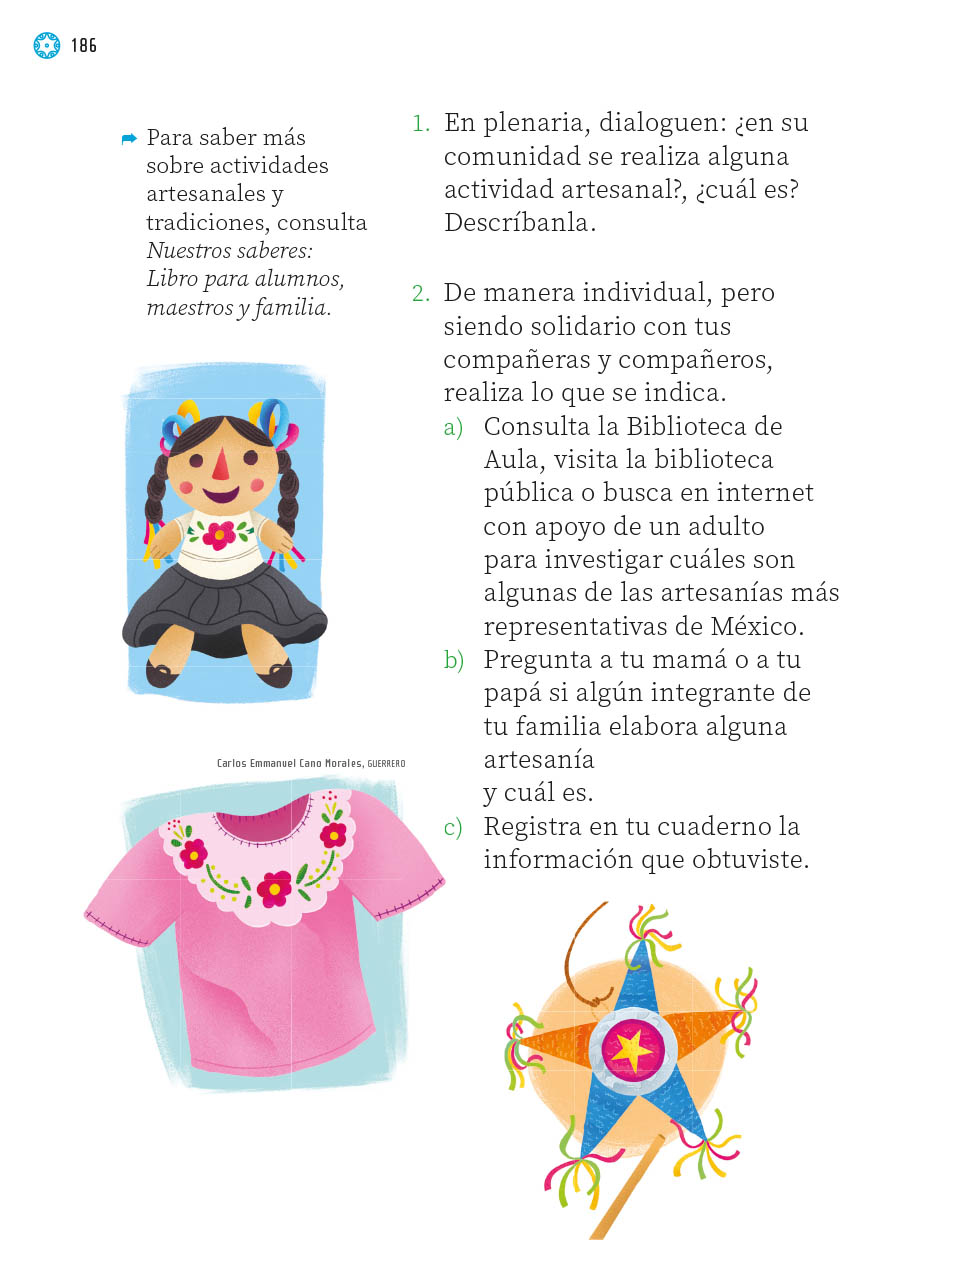 186
Para saber más
sobre actividades
artesanales y
tradiciones, consulta
Nuestros saberes:
Libro para alumnos,
maestros y familia.
1. En plenaria, dialoguen: ¿en su
comunidad se realiza alguna
actividad artesanal?, ¿cuál es?
Descríbanla.
2. De manera individual, pero
siendo solidario con tus
compañeras y compañeros,
realiza lo que se indica.
a) Consulta la Biblioteca de
Aula, visita la biblioteca
pública o busca en internet
con apoyo de un adulto
para investigar cuáles son
algunas de las artesanías más
representativas de México.
b) Pregunta a tu mamá o a tu
papá si algún integrante de
tu familia elabora alguna
artesanía
y cuál es.
c) Registra en tu cuaderno la
información que obtuviste.
Carlos Emmanuel Cano Morales, GUERRERO